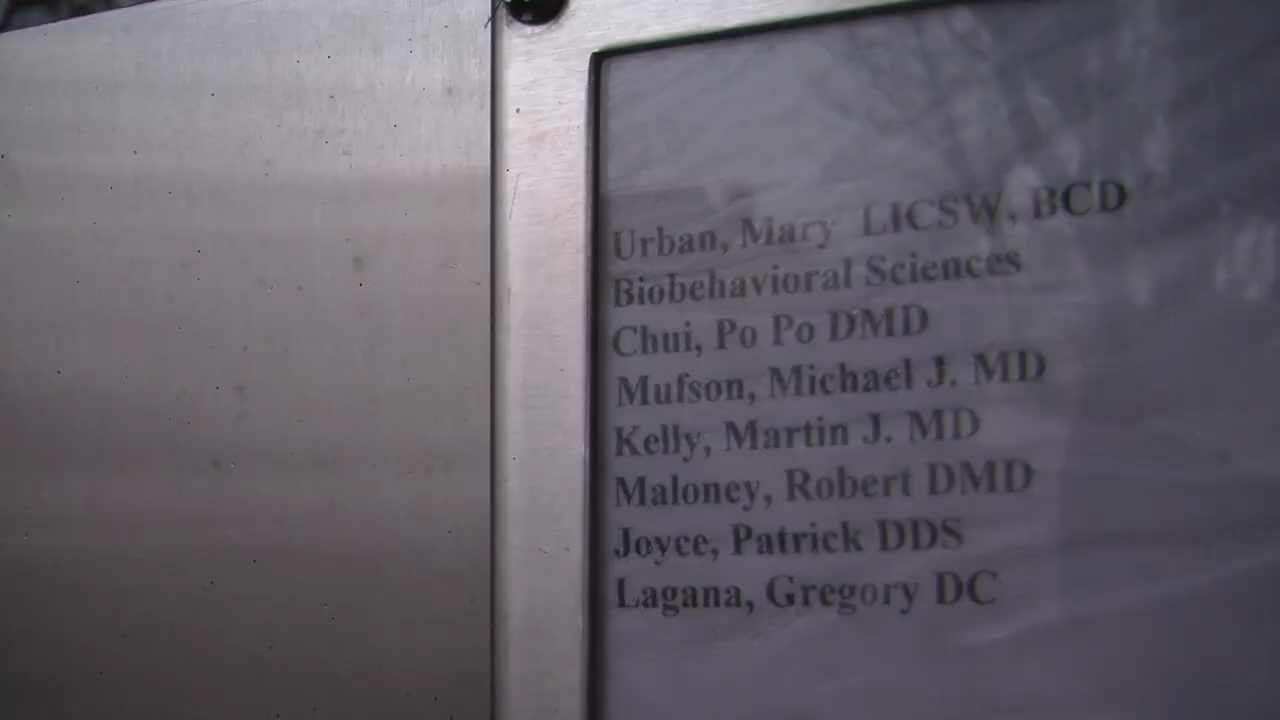 Urban, Mary LICSW, BCD
Biobehavioral Sciences
Chui, Po Po DMD
Mufson, Michael J. MD
Kelly, Martin J. MD
Maloney, Robert DMD
Joyce, Patrick DDS
Lagana, Gregory DC